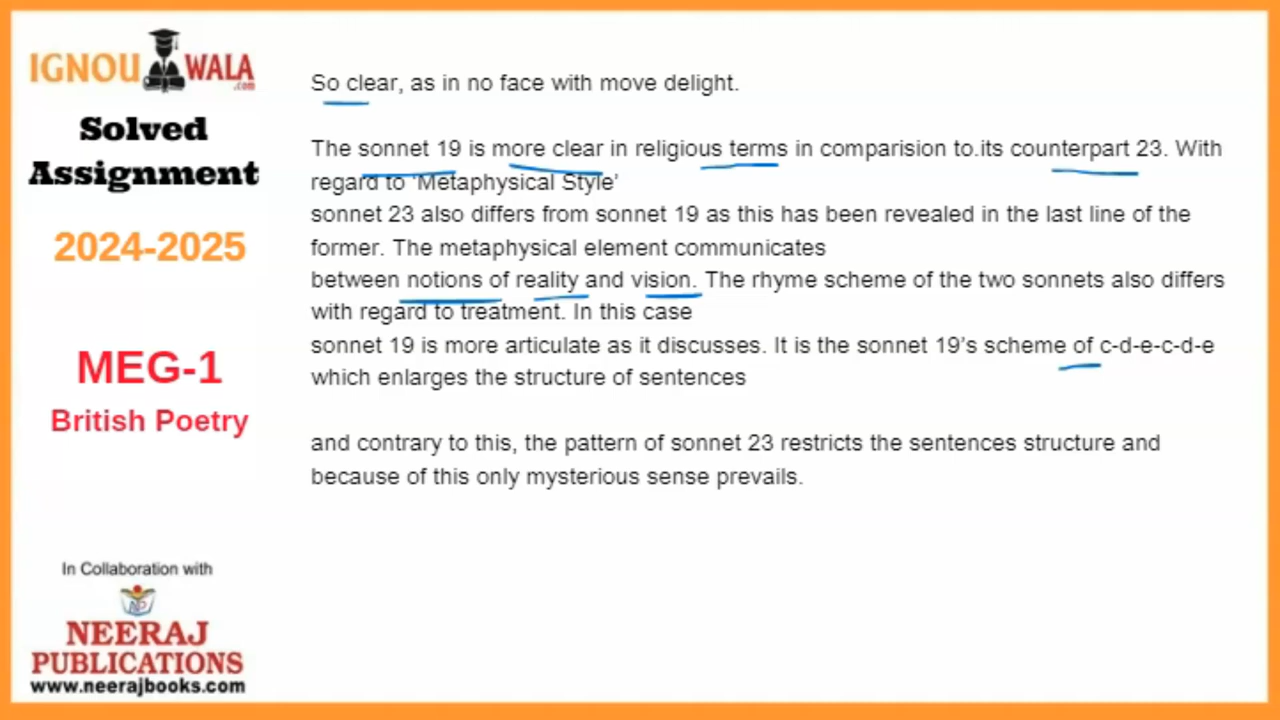 IGNOU WALA
.com
Solved
Assignment
2024-2025
MEG-1
British Poetry
In Collaboration with
NP
NEERAJ
PUBLICATIONS
www.neerajbooks.com
So clear, as in no face with move delight.
The sonnet 19 is more clear in religious terms in comparision to.its counterpart 23. With
regard to ‘Metaphysical Style’
sonnet 23 also differs from sonnet 19 as this has been revealed in the last line of the
former. The metaphysical element communicates
between notions of reality and vision. The rhyme scheme of the two sonnets also differs
with regard to treatment. In this case
sonnet 19 is more articulate as it discusses. It is the sonnet 19’s scheme of c-d-e-c-d-e
which enlarges the structure of sentences
and contrary to this, the pattern of sonnet 23 restricts the sentences structure and
because of this only mysterious sense prevails.